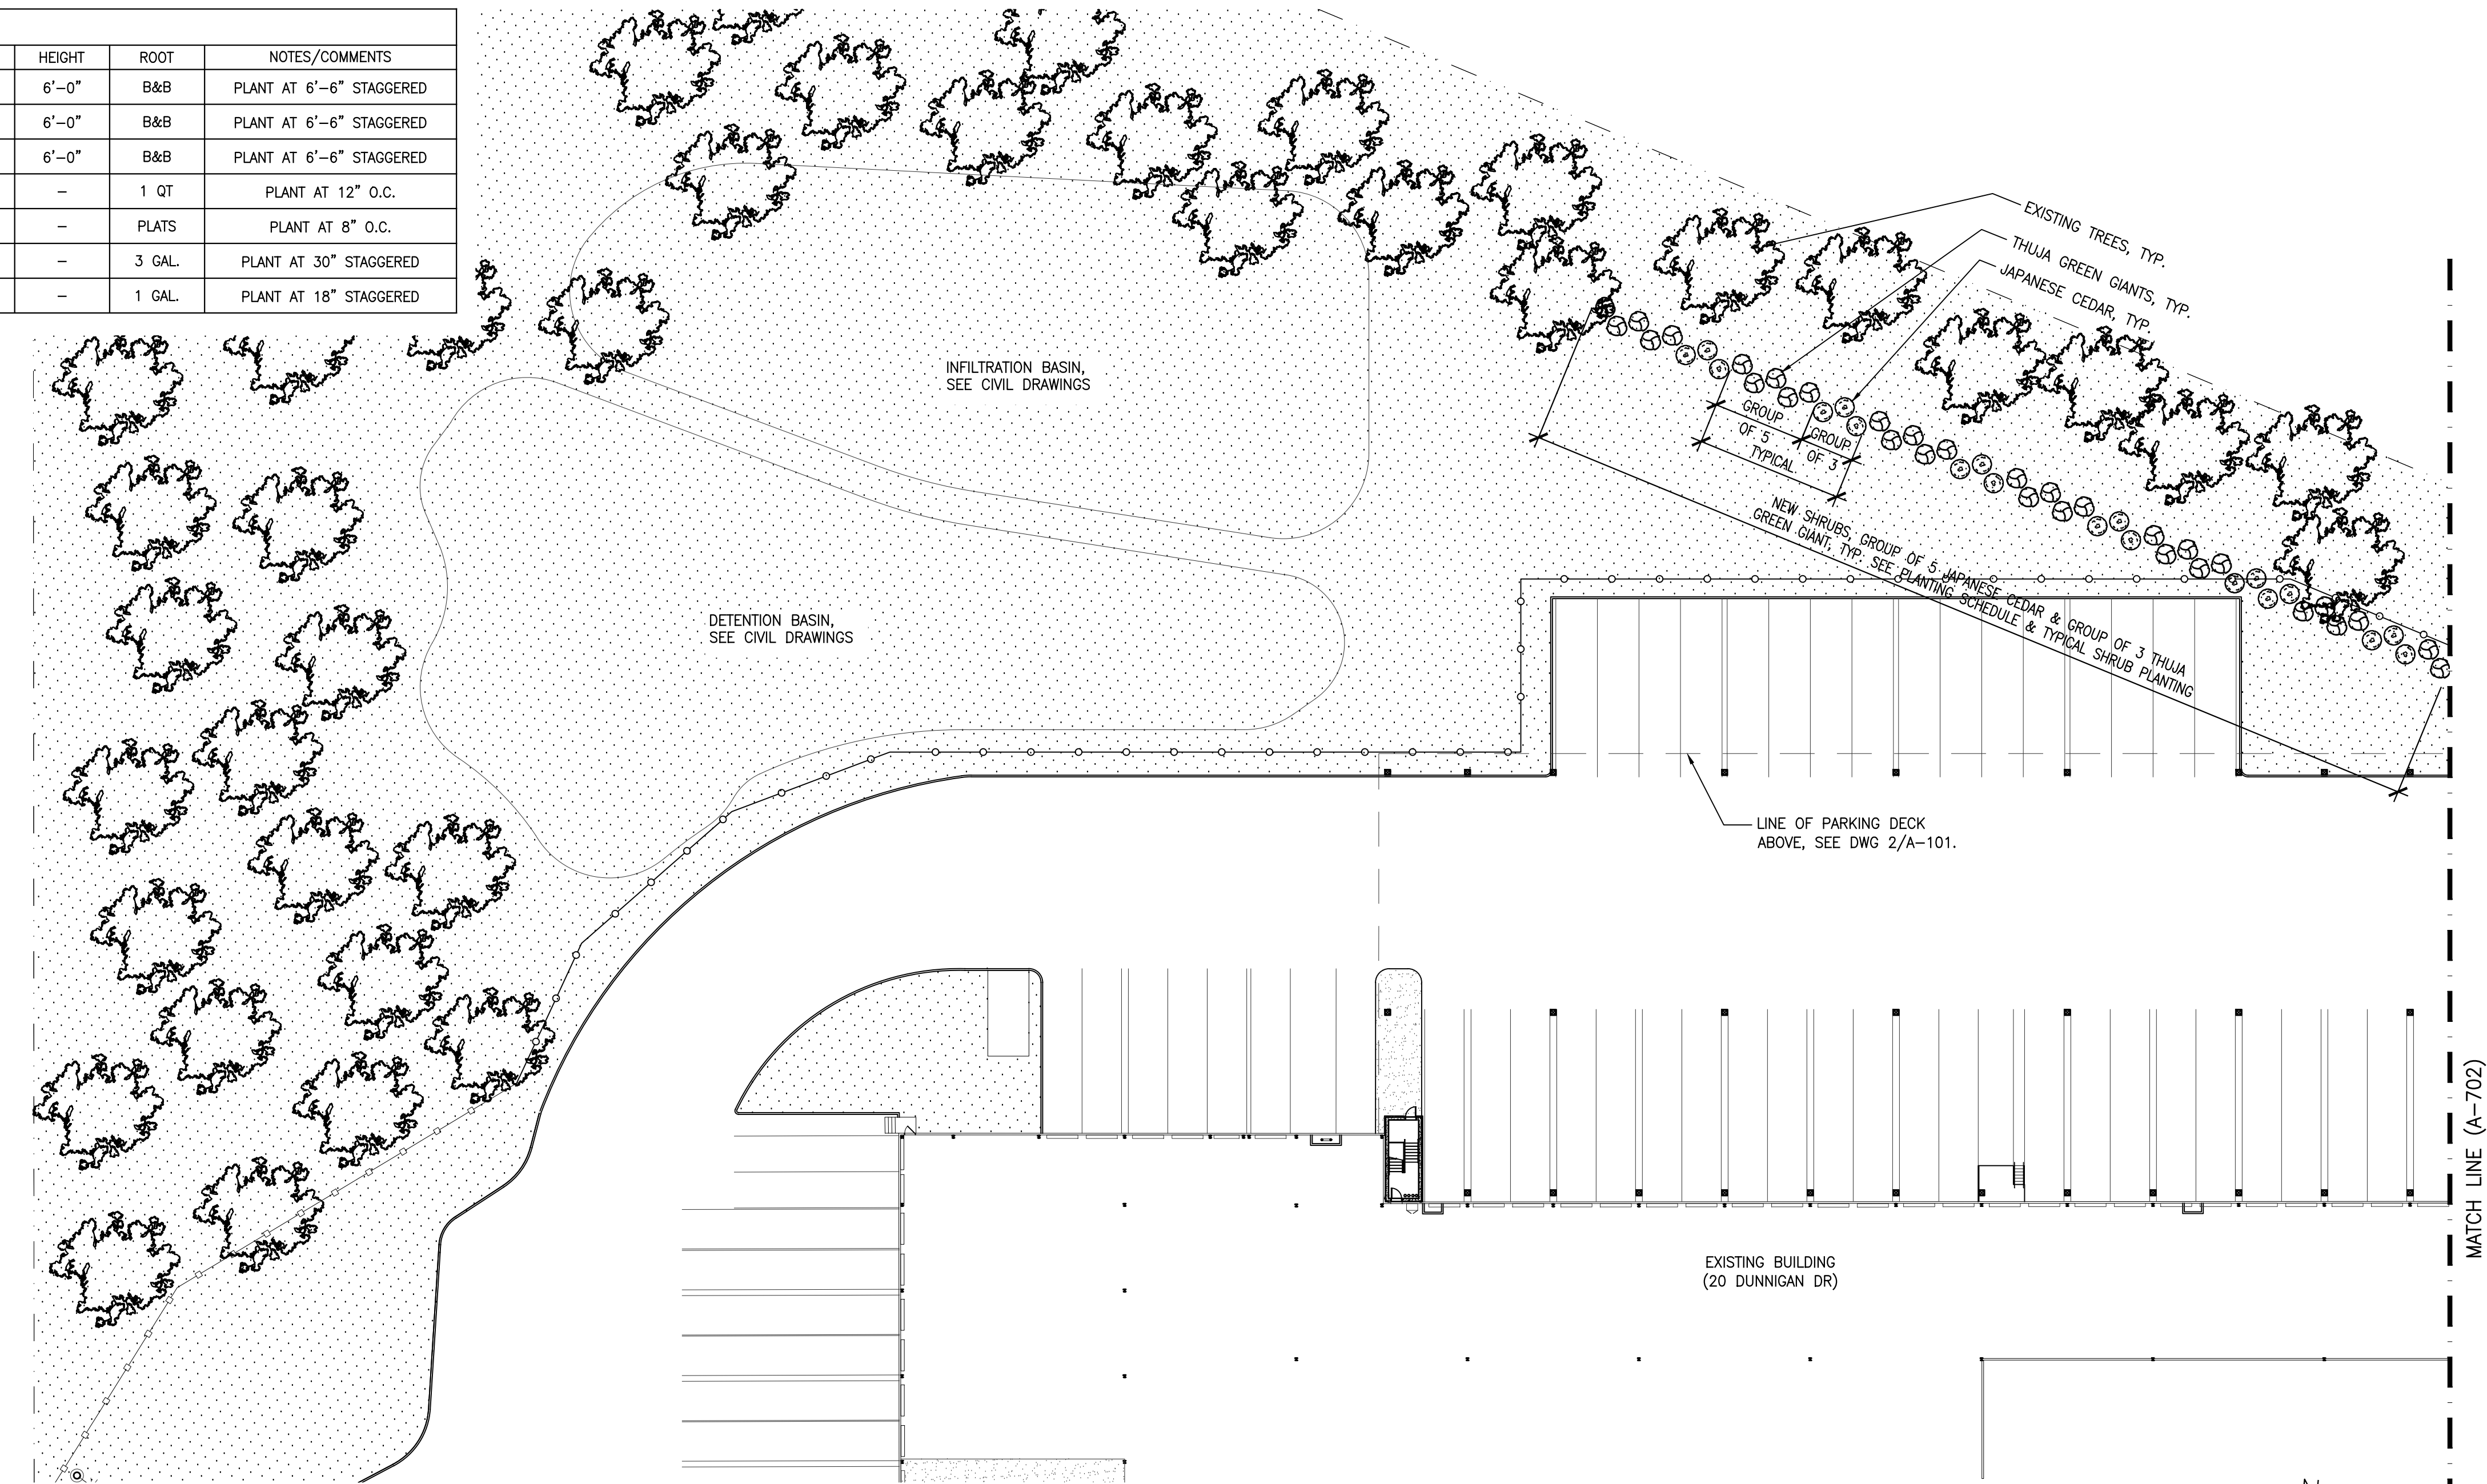 HEIGHT ROOT NOTES/COMMENTS
6'-0" B&B PLANT AT 6'-6" STAGGERED
6'-0" B&B PLANT AT 6'-6" STAGGERED
6'-0" B&B PLANT AT 6'-6" STAGGERED
- 1 QT PLANT AT 12" O.C.
- PLATS PLANT AT 8" O.C.
- 3 GAL. PLANT AT 30" STAGGERED
- 1 GAL. PLANT AT 18" STAGGERED
EXISTING TREES, TYP.
THUJA GREEN GIANTS, TYP.
JAPANESE CEDAR, TYP.
INFILTRATION BASIN,
SEE CIVIL DRAWINGS
GROUP
OF 5
TYPICAL
GROUP
OF 3
NEW SHRUBS, GROUP OF 5 JAPANESE CEDAR & GROUP OF 3 THUJA
GREEN GIANT, TYP. SEE PLANTING SCHEDULE & TYPICAL SHRUB PLANTING
DETENTION BASIN,
SEE CIVIL DRAWINGS
LINE OF PARKING DECK
ABOVE, SEE DWG 2/A-101.
EXISTING BUILDING
(20 DUNNIGAN DR)
MATCH LINE (A-702)